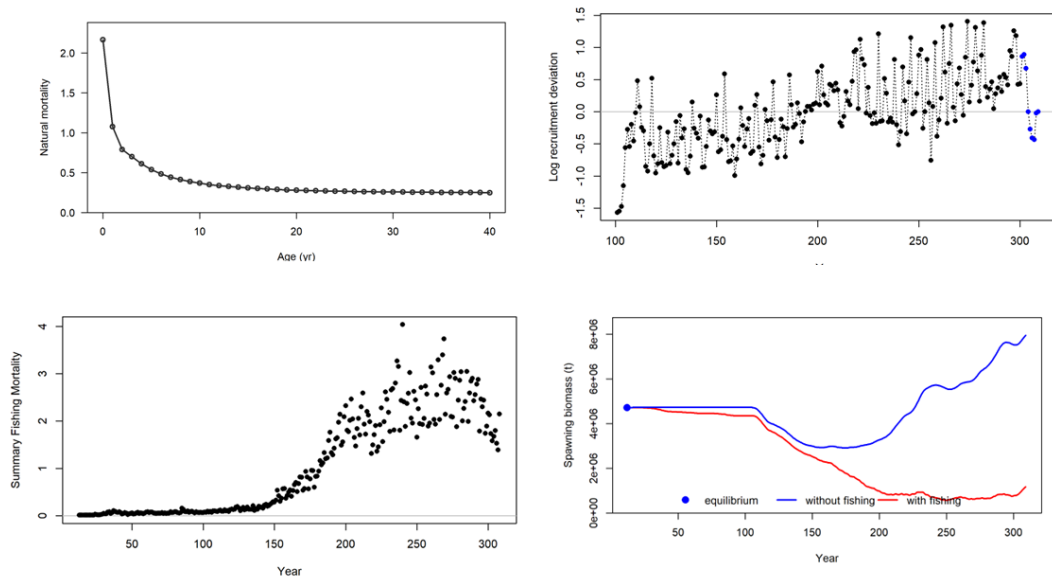 Natural mortality
2.0
1.5
1.0
0.5
0.0
0
10
20
30
40
Age (yr)
Log recruitment deviation
1.5
1.0
0.5
0.0
-0.5
-1.0
-1.5
100
150
200
250
300
Summary Fishing Mortality
4
3
2
1
0
50
100
150
200
250
300
Year
Spawning biomass (t)
8e+06
6e+06
4e+06
2e+06
0e+00
equilibrium
without fishing
with fishing
50
100
150
200
250
300
Year